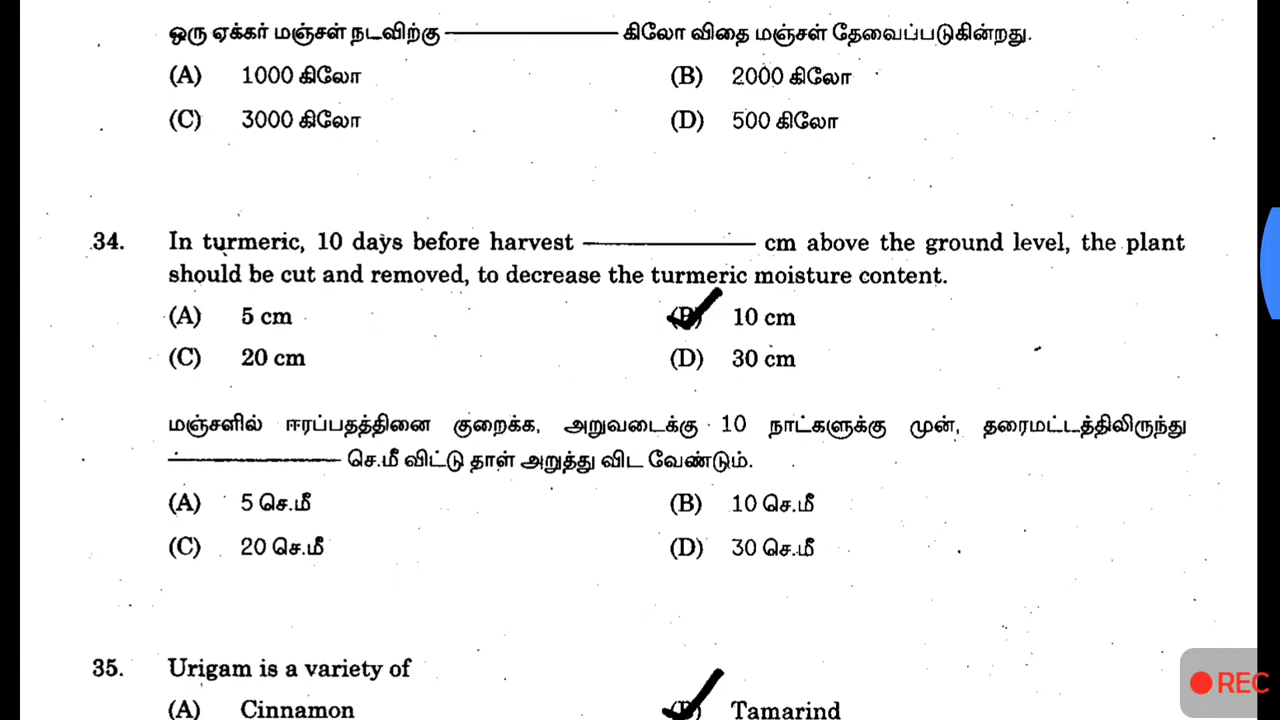 ஒரு ஏக்கர் மஞ்சள் நடவிற்கு ———— கிலோ விதை மஞ்சள் தேவைப்படுகின்றது.
(A) 1000 கிலோ (B) 2000 கிலோ
(C) 3000 கிலோ (D) 500 கிலோ
34. In turmeric, 10 days before harvest ———— cm above the ground level, the plant
should be cut and removed, to decrease the turmeric moisture content.
(A) 5 cm (B) 10 cm
(C) 20 cm (D) 30 cm
மஞ்சளில் ஈரப்பதத்தினை குறைக்க, அறுவடைக்கு 10 நாட்களுக்கு முன், தரைமட்டத்திலிருந்து
———— செ.மீ விட்டு தாள் அறுத்து விட வேண்டும்.
(A) 5 செ.மீ (B) 10 செ.மீ
(C) 20 செ.மீ (D) 30 செ.மீ
35. Urigam is a variety of
(A) Cinnamon (B) Tamarind
REC